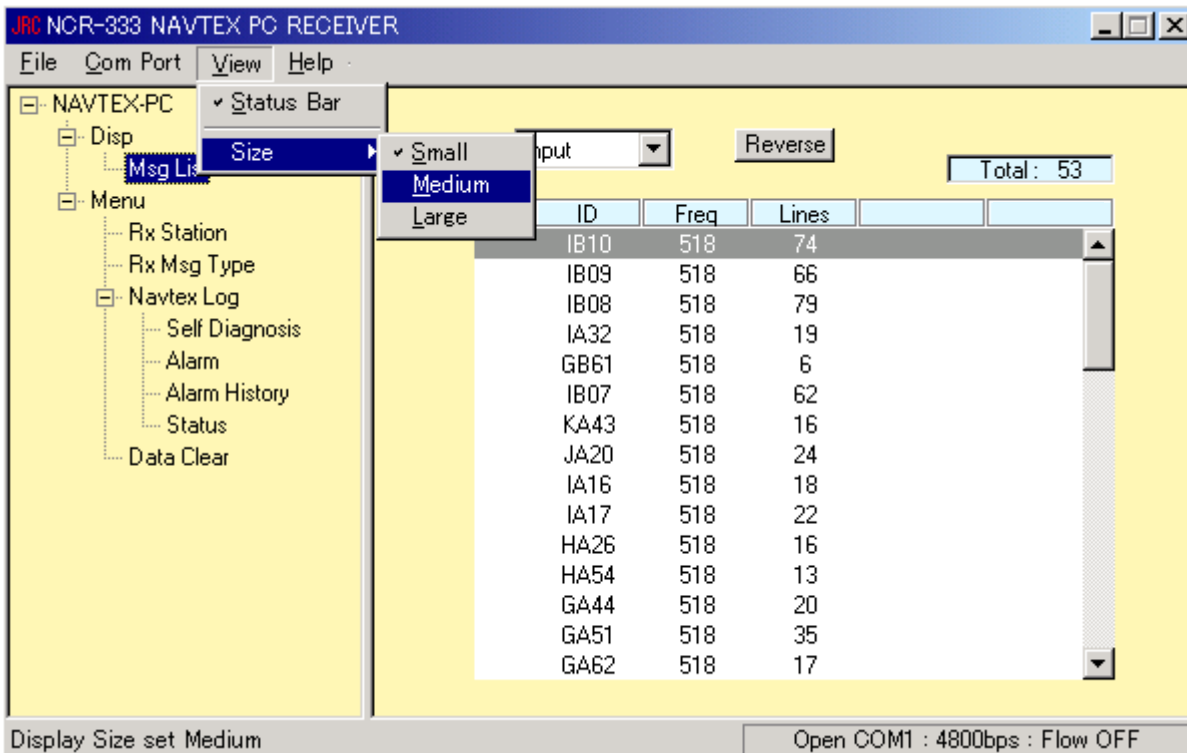 JRC NCR-333 NAVTEX PC RECEIVER
File Com Port View Help
NAVTEX-PC
Disp
Msg Lis
Menu
Rx Station
Rx Msg Type
Navtex Log
Self Diagnosis
Alarm
Alarm History
Status
Data Clear
Status Bar
Size
Small
Medium
Large
Reverse
Total : 53
ID Freq Lines
IB10 518 74
IB09 518 66
IB08 518 79
IA32 518 19
GB61 518 6
IB07 518 62
KA43 518 16
JA20 518 24
IA16 518 18
IA17 518 22
HA26 518 16
HA54 518 13
GA44 518 20
GA51 518 35
GA62 518 17
Display Size set Medium
Open COM1 : 4800bps : Flow OFF